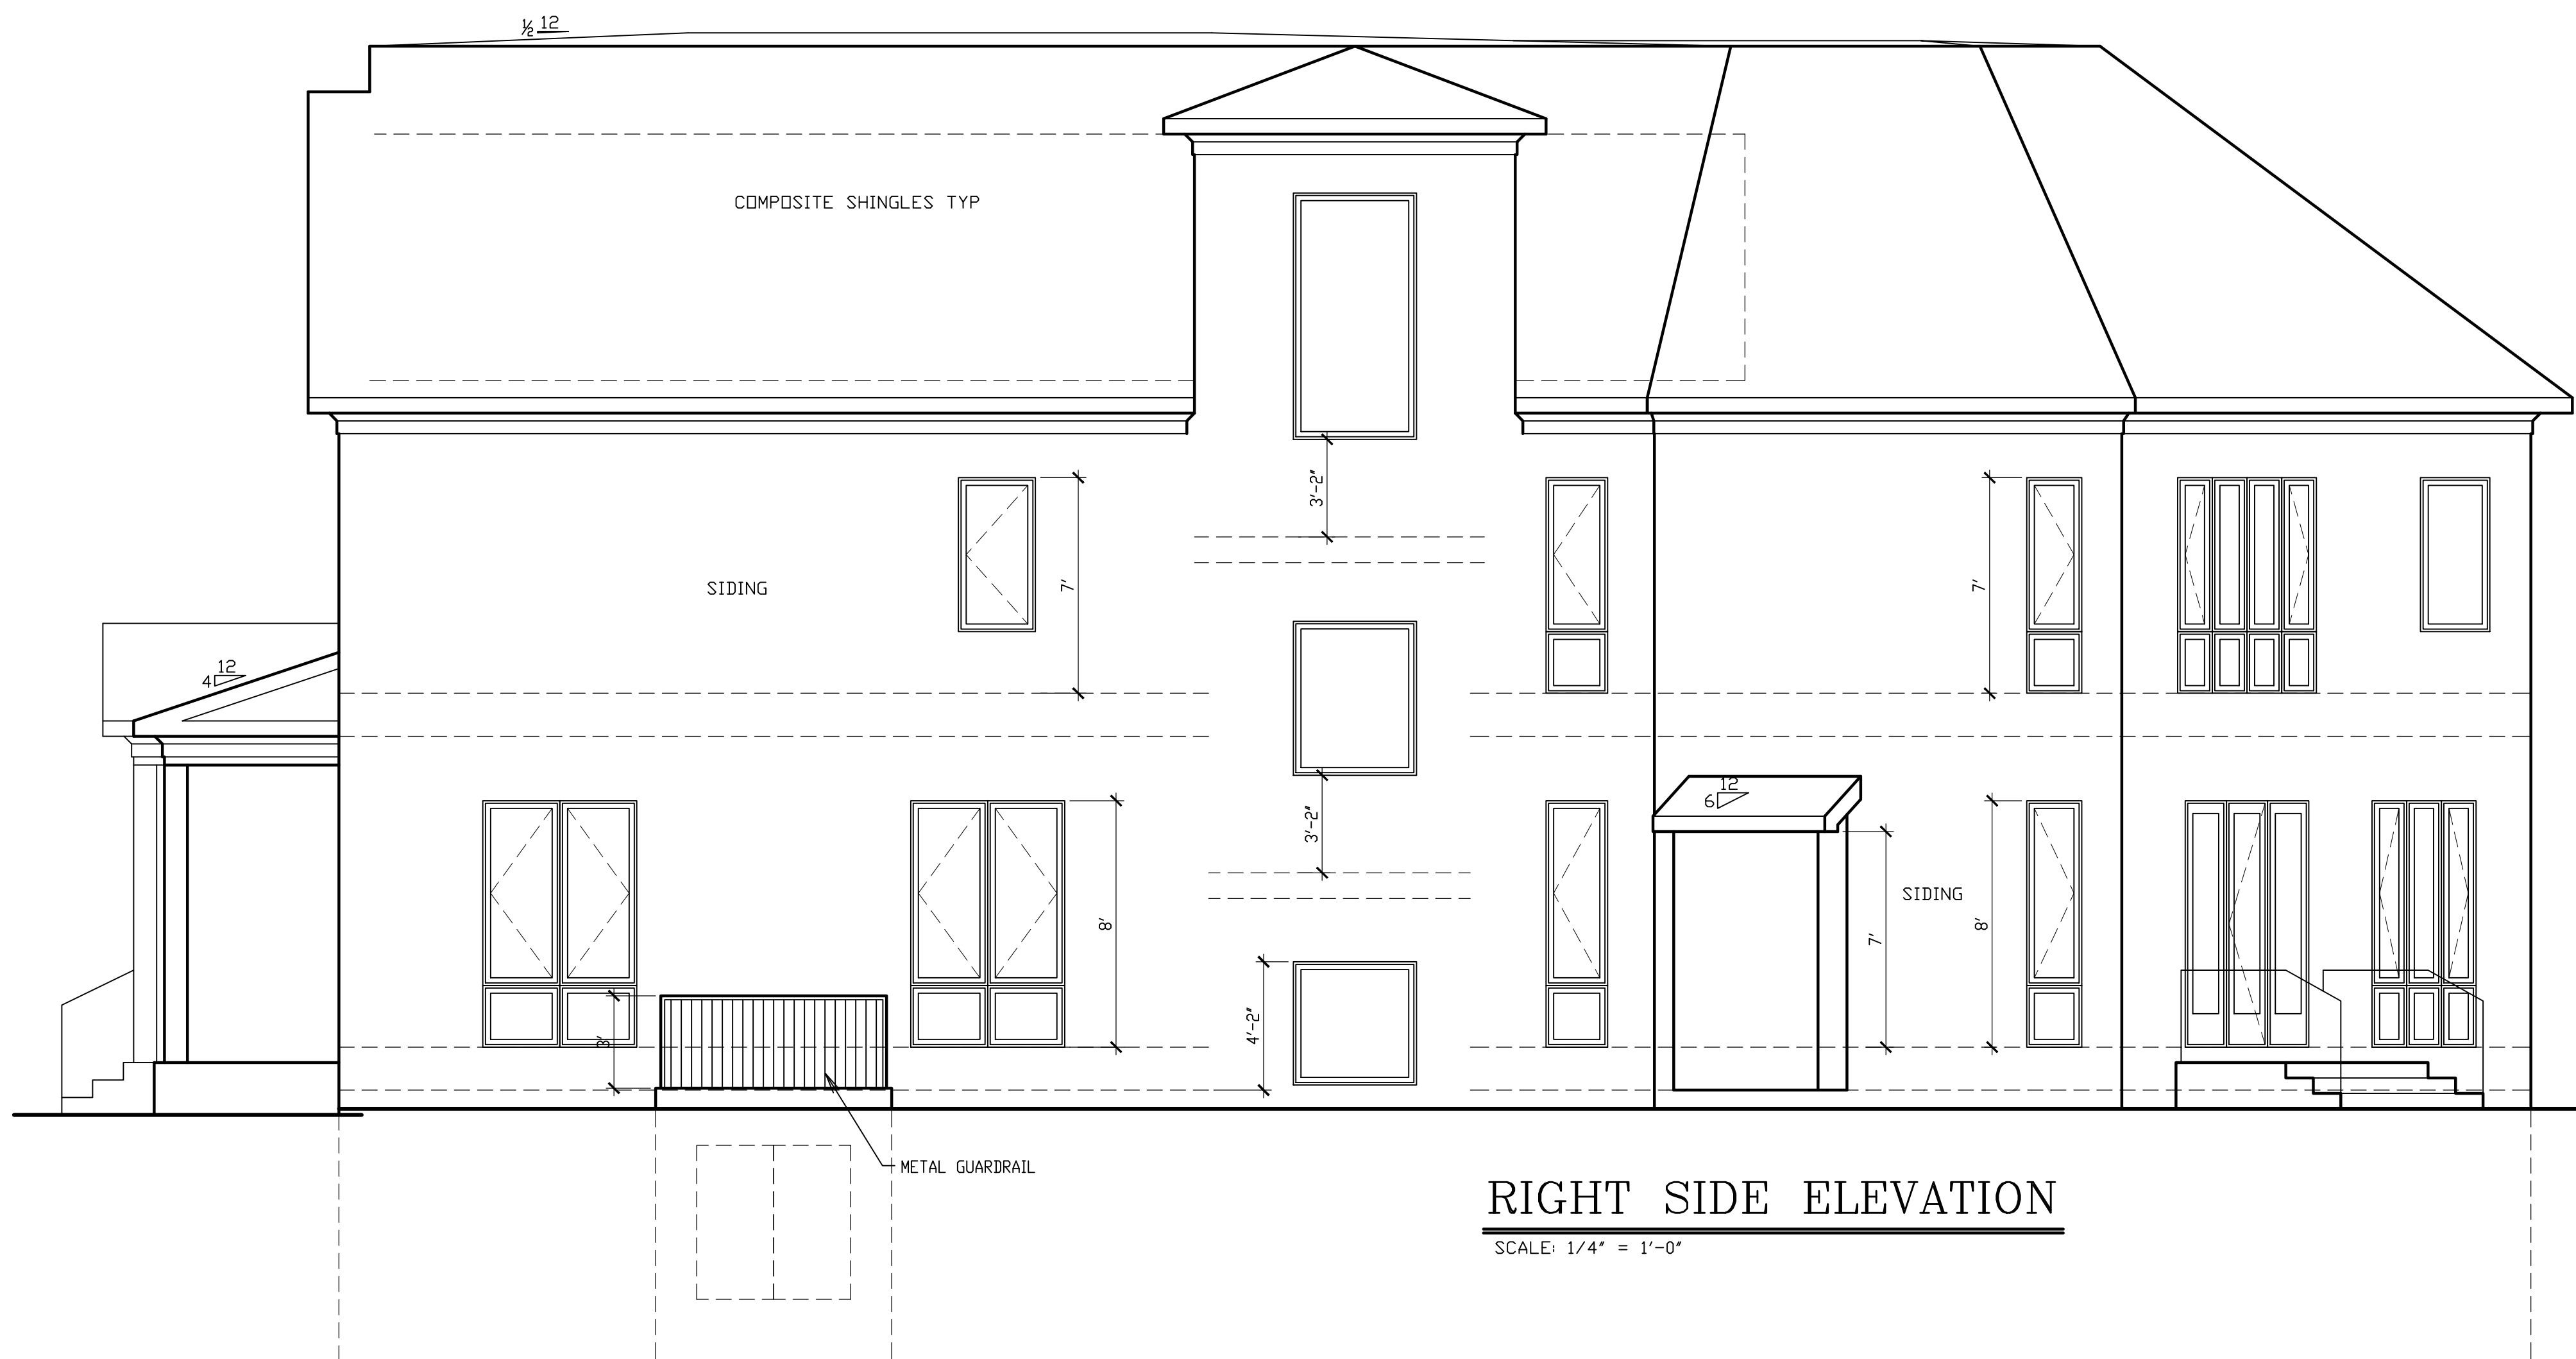 ½ 12
COMPOSITE SHINGLES TYP
3'-2"
7'
7'
SIDING
12
4
12
6
3'-2"
8'
7'
SIDING
8'
4'-2"
3'
METAL GUARDRAIL
RIGHT SIDE ELEVATION
SCALE: 1/4" = 1'-0"